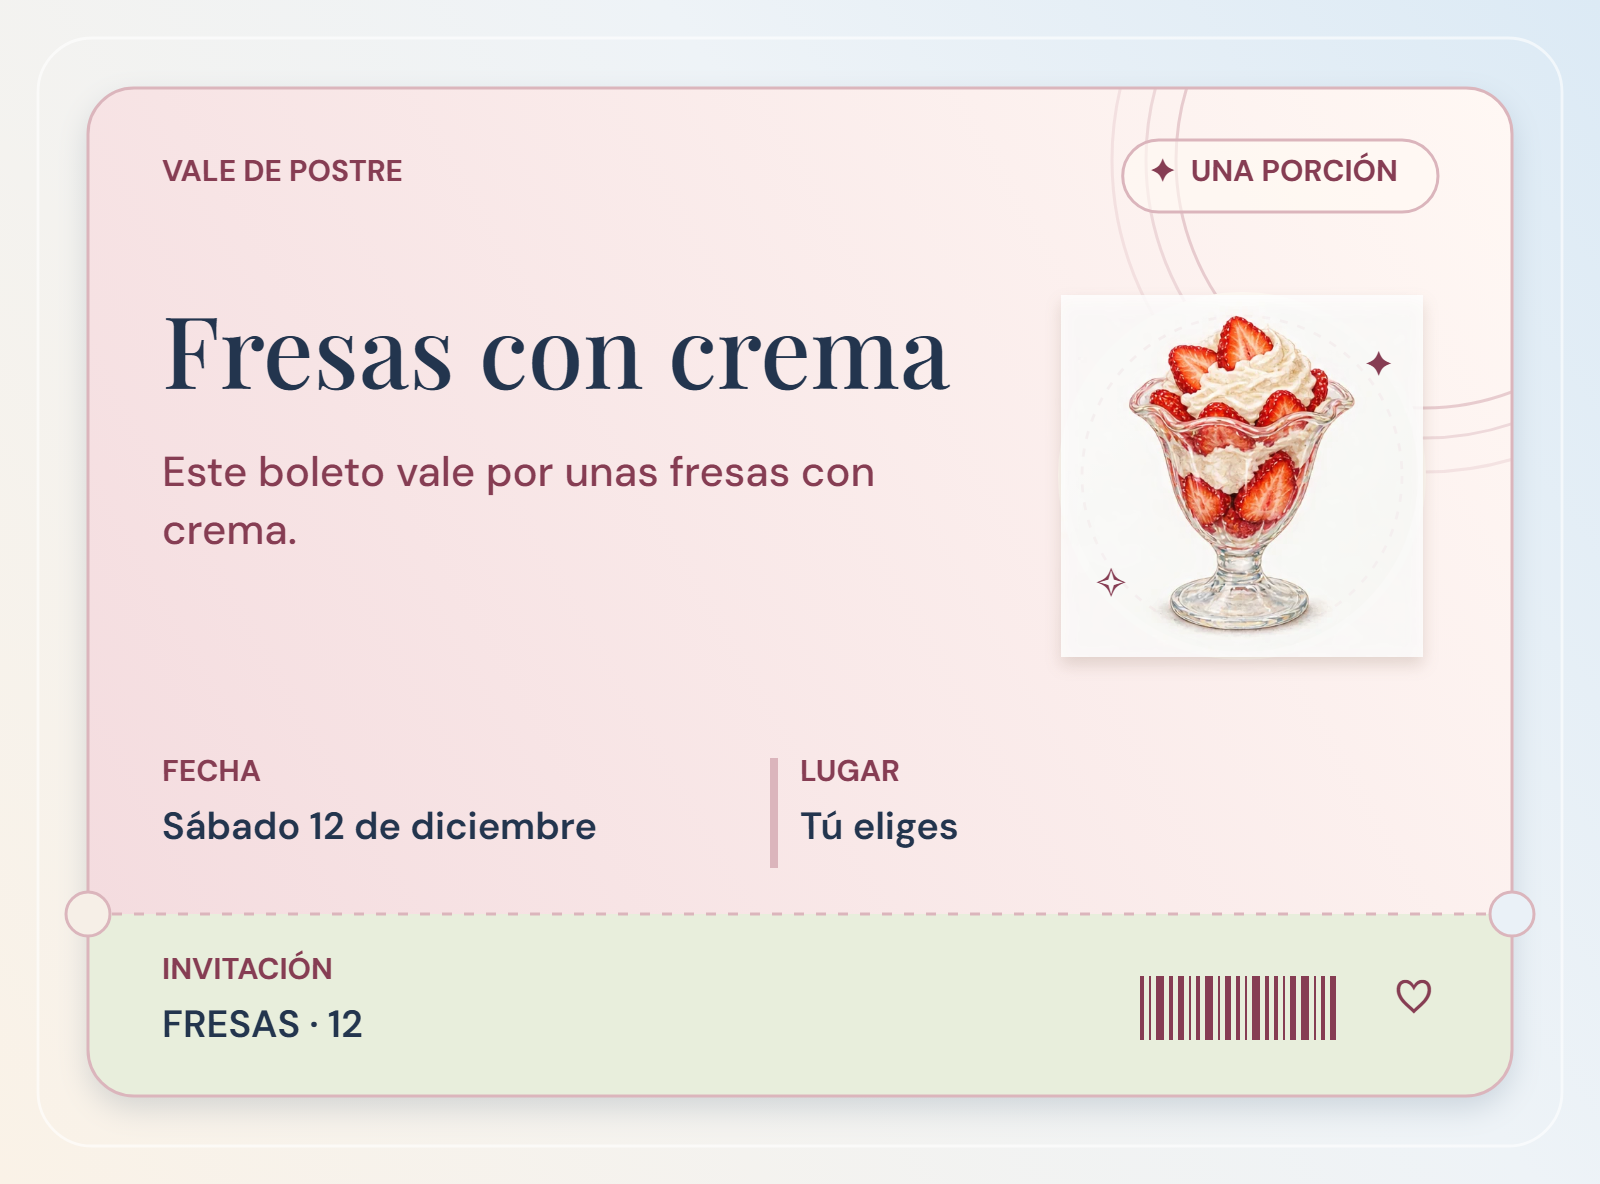 VALE DE POSTRE
UNA PORCIÓN
Fresas con crema
Este boleto vale por unas fresas con
crema.
FECHA
Sábado 12 de diciembre
LUGAR
Tú eliges
INVITACIÓN
FRESAS · 12